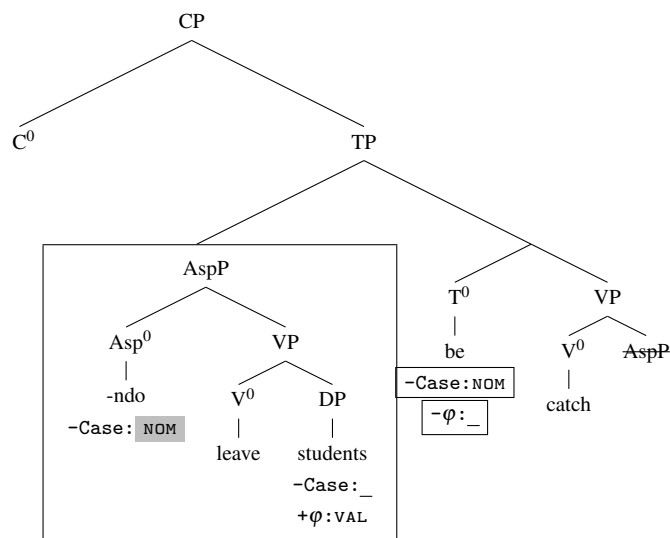 CP
C⁰ TP
AspP
Asp⁰ VP T⁰ VP
-ndo V⁰ DP be V⁰ AspP
-Case: NOM leave students -Case:NOM catch
-Case:_ -φ:_
+φ:VAL